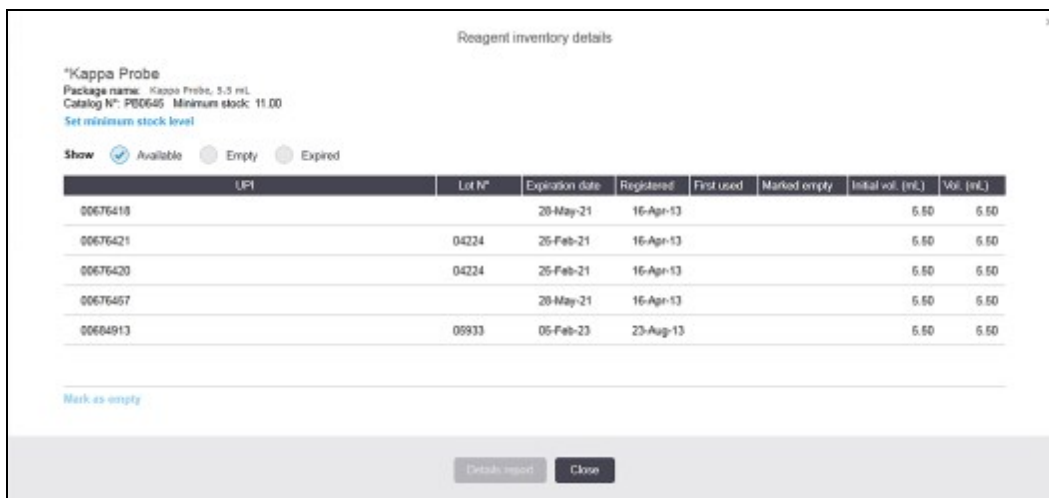 Reagent inventory details
*Kappa Probe
Package name: Kappa Probe, 5.5 mL
Catalog N°: PB0645 Minimum stock: 11.00
Set minimum stock level
Show Available Empty Expired
UPI Lot N° Expiration date Registered First used Marked empty Initial vol. (mL) Vol. (mL)
00676418 28-May-21 16-Apr-13 5.50 5.50
00676421 04224 26-Feb-21 16-Apr-13 5.50 5.50
00676420 04224 26-Feb-21 16-Apr-13 5.50 5.50
00676467 28-May-21 16-Apr-13 5.50 5.50
00684913 05933 05-Feb-23 23-Aug-13 5.50 5.50
Mark as empty
Details report Close